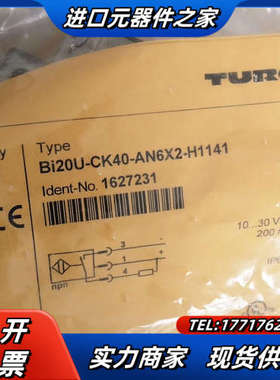 进口元器件之家
TURC
y
Type
Bi20U-CK40-AN6X2-H1141
Ident-No. 1627231
CE
10...30 V
200 m
3
1
4
npn
IP6
开
票
TEL:1771762
实力商家 现货供